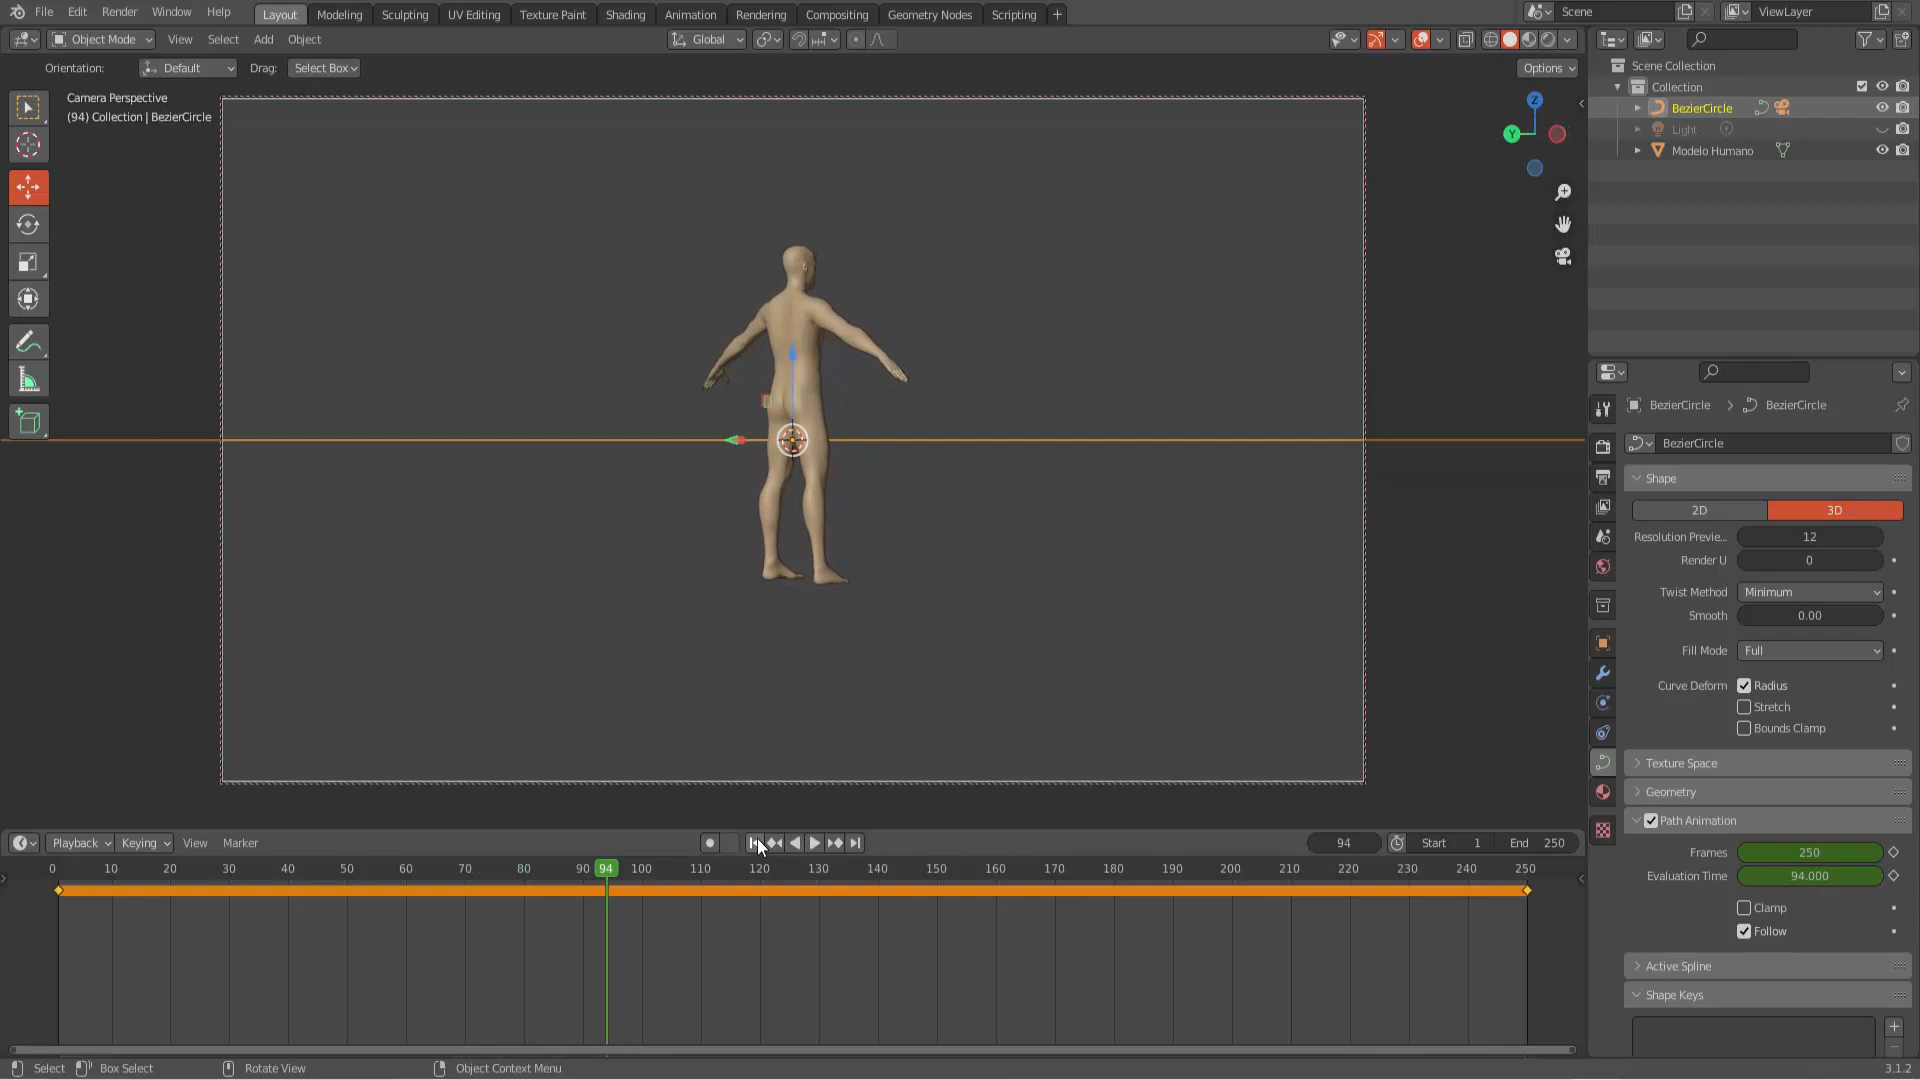 File Edit Render Window Help Layout Modeling Sculpting UV Editing Texture Paint Shading Animation Rendering Compositing Geometry Nodes Scripting + Scene ViewLayer
Object Mode View Select Add Object Global
Orientation: Default Drag: Select Box Options
Camera Perspective
(94) Collection | BezierCircle
Z
Y
Scene Collection
Collection
BezierCircle
Light
Modelo Humano
BezierCircle > BezierCircle
BezierCircle
Shape
2D 3D
Resolution Previe... 12
Render U 0
Twist Method Minimum
Smooth 0.00
Fill Mode Full
Curve Deform Radius
Stretch
Bounds Clamp
Texture Space
Geometry
Path Animation
Frames 250
Evaluation Time 94.000
Clamp
Follow
Active Spline
Shape Keys
Playback Keying View Marker 94 Start 1 End 250
0 10 20 30 40 50 60 70 80 90 94 100 110 120 130 140 150 160 170 180 190 200 210 220 230 240 250
Select Box Select Rotate View Object Context Menu 3.1.2